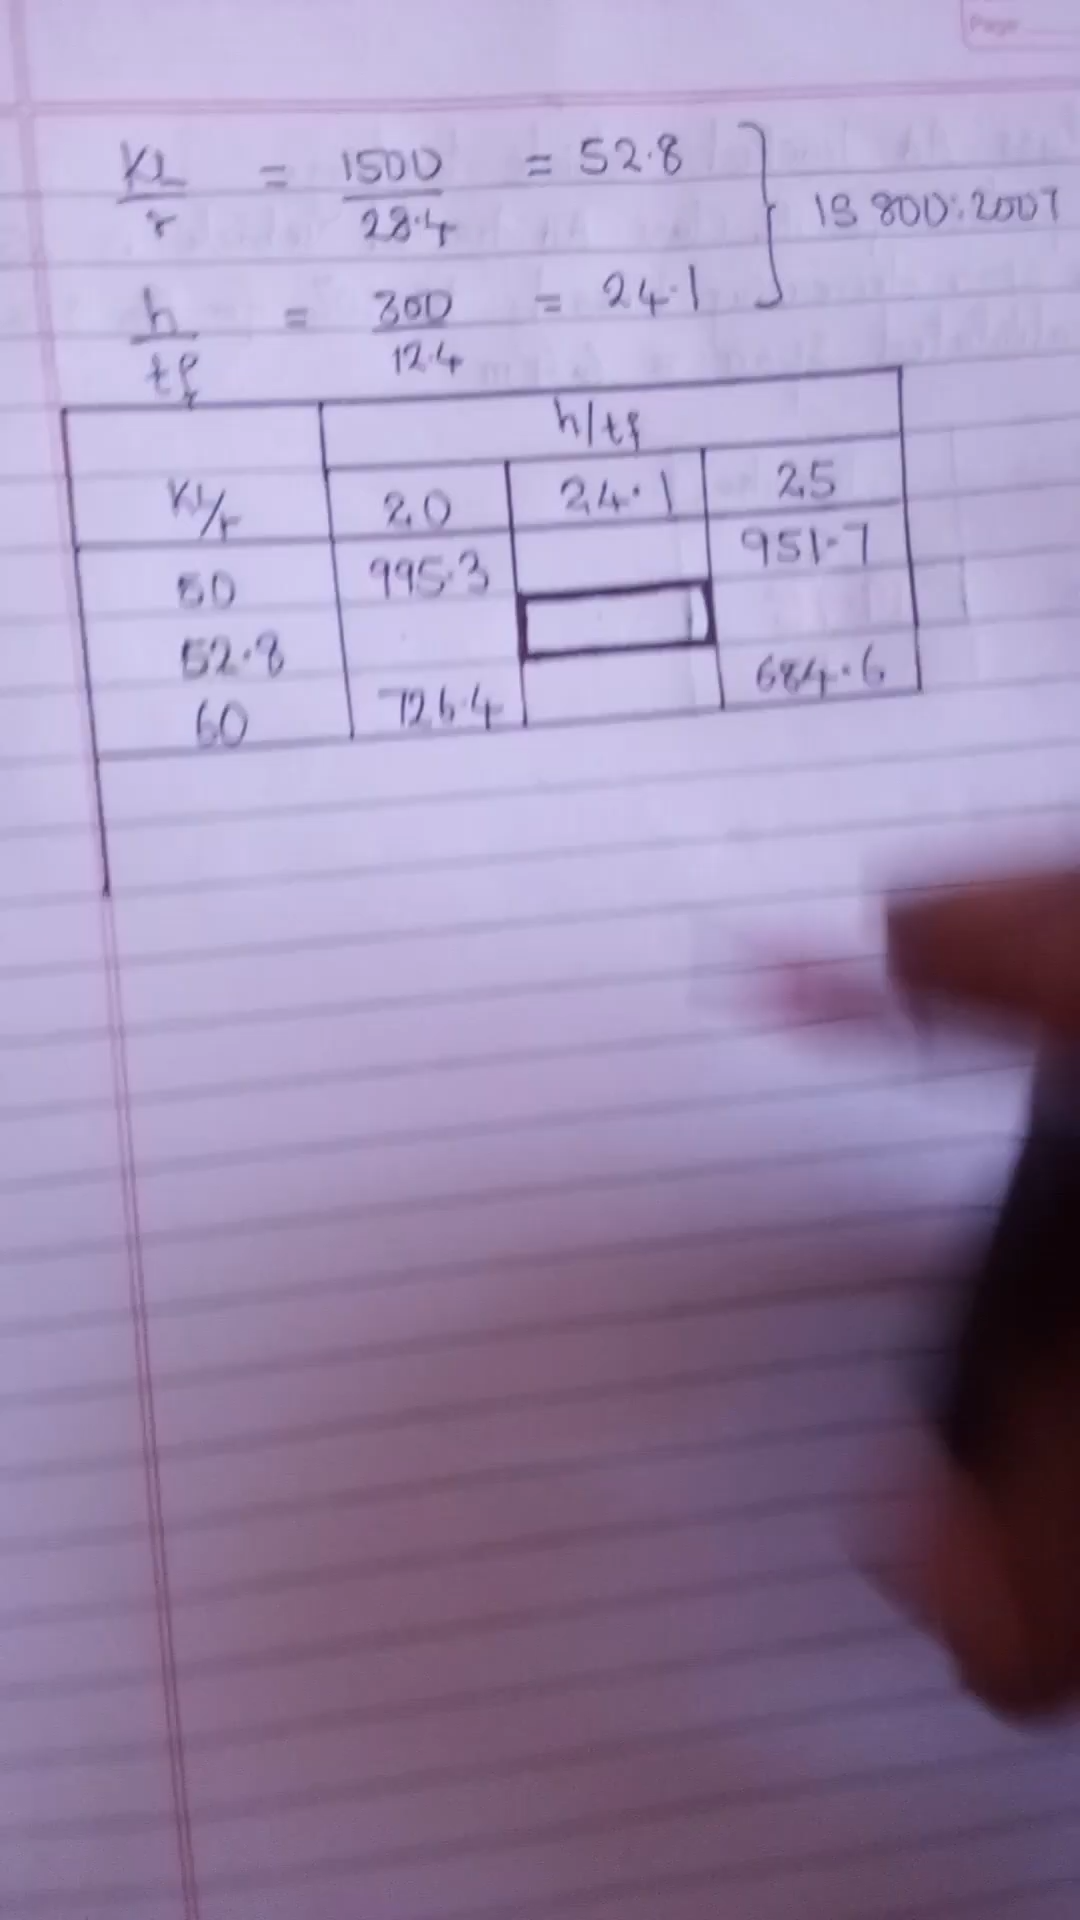 Page
KL/r = 1500/28.4 = 52.8
IS 800:2007
h/tf = 300/12.4 = 24.1
h/tf
KL/r 20 24.1 25
50 995.3 951.7
52.8
60 726.4 684.6